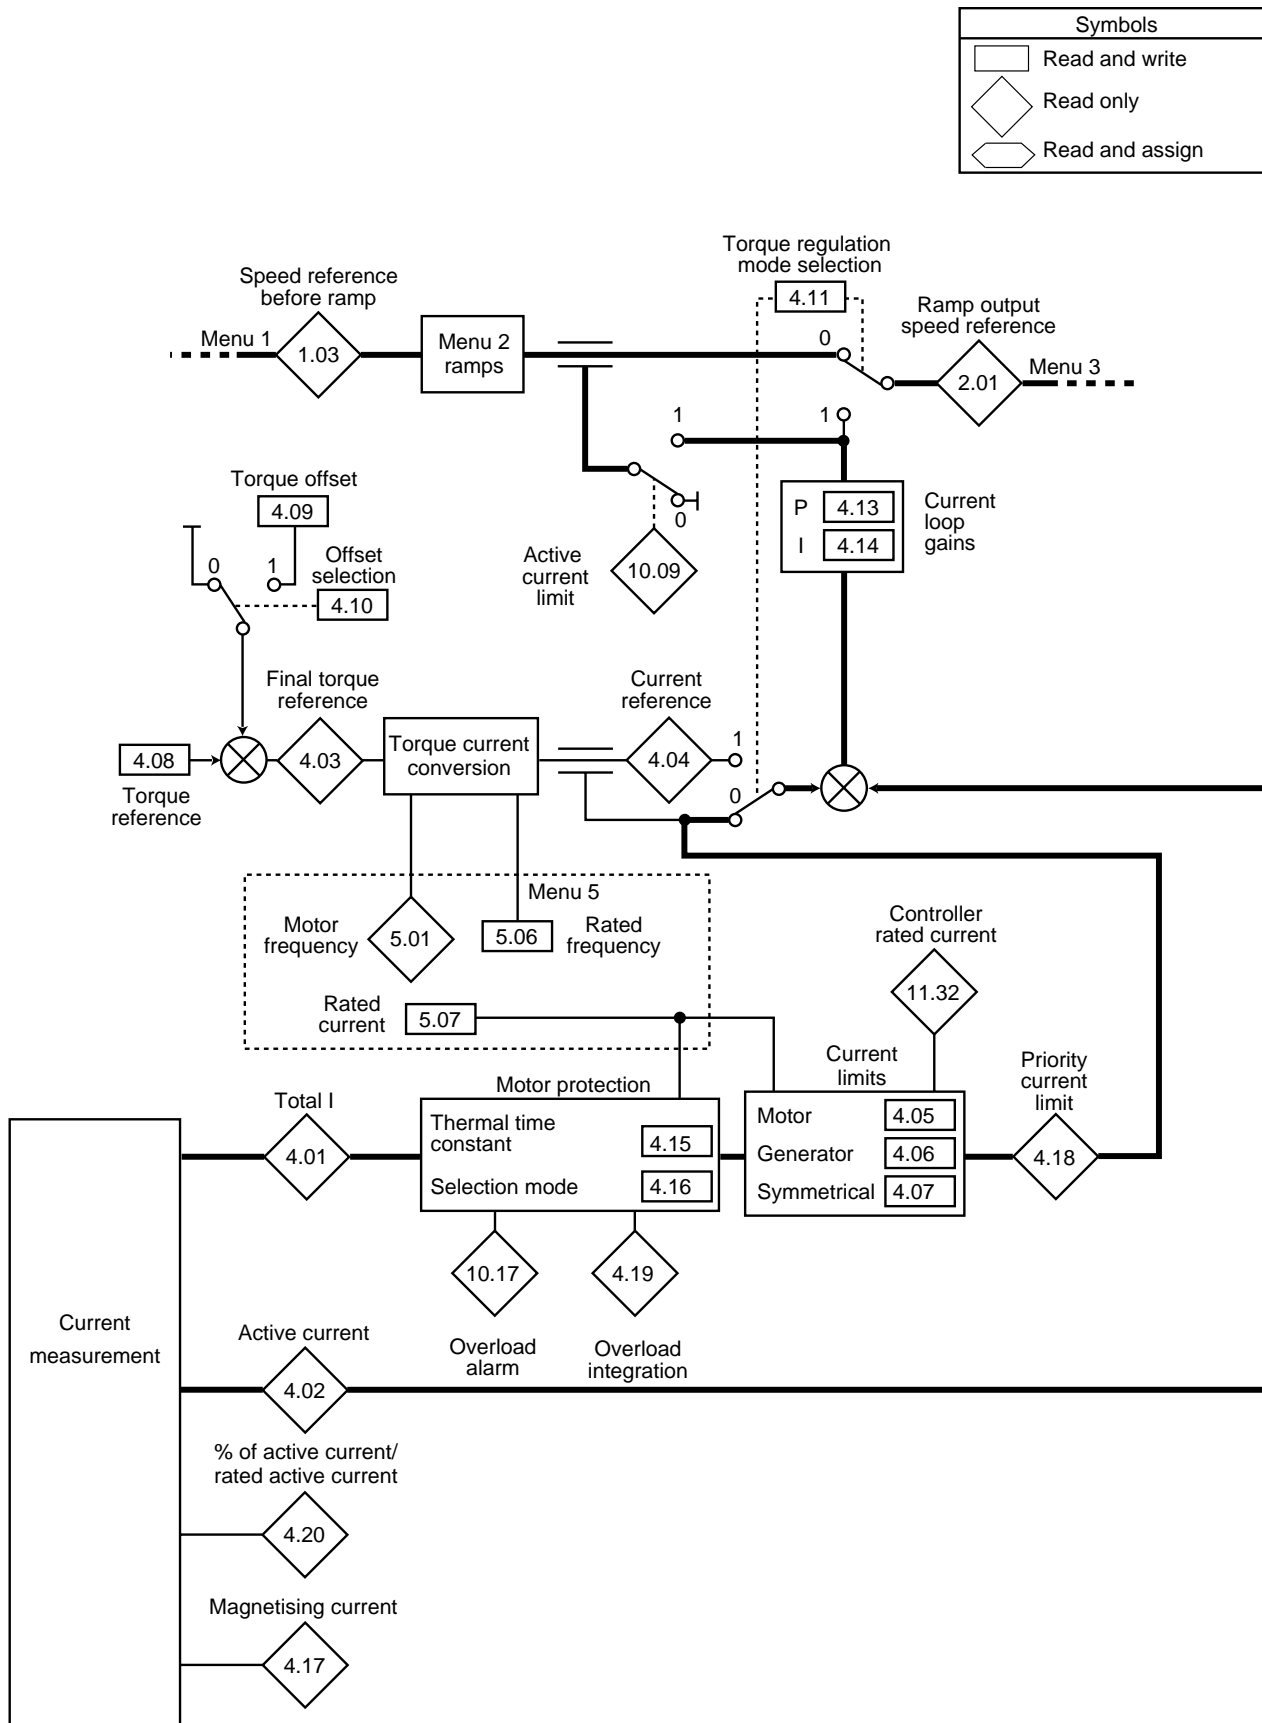 Symbols
Read and write
Read only
Read and assign
Torque regulation
mode selection
4.11
Speed reference
before ramp
Menu 1
1.03
Menu 2
ramps
0
Ramp output
speed reference
2.01
Menu 3
1
1
Torque offset
4.09
0
1
Offset
selection
4.10
Active
current
limit
0
10.09
P
4.13
I
4.14
Current
loop
gains
Final torque
reference
4.08
Torque
reference
4.03
Torque current
conversion
Current
reference
4.04
1
0
Menu 5
Motor
frequency
5.01
5.06
Rated
frequency
Rated
current
5.07
Controller
rated current
11.32
Current
limits
Priority
current
limit
Motor protection
Total I
4.01
Thermal time
constant
4.15
Selection mode
4.16
Motor
4.05
Generator
4.06
Symmetrical
4.07
4.18
10.17
4.19
Overload
alarm
Overload
integration
Current
measurement
Active current
4.02
% of active current/
rated active current
4.20
Magnetising current
4.17